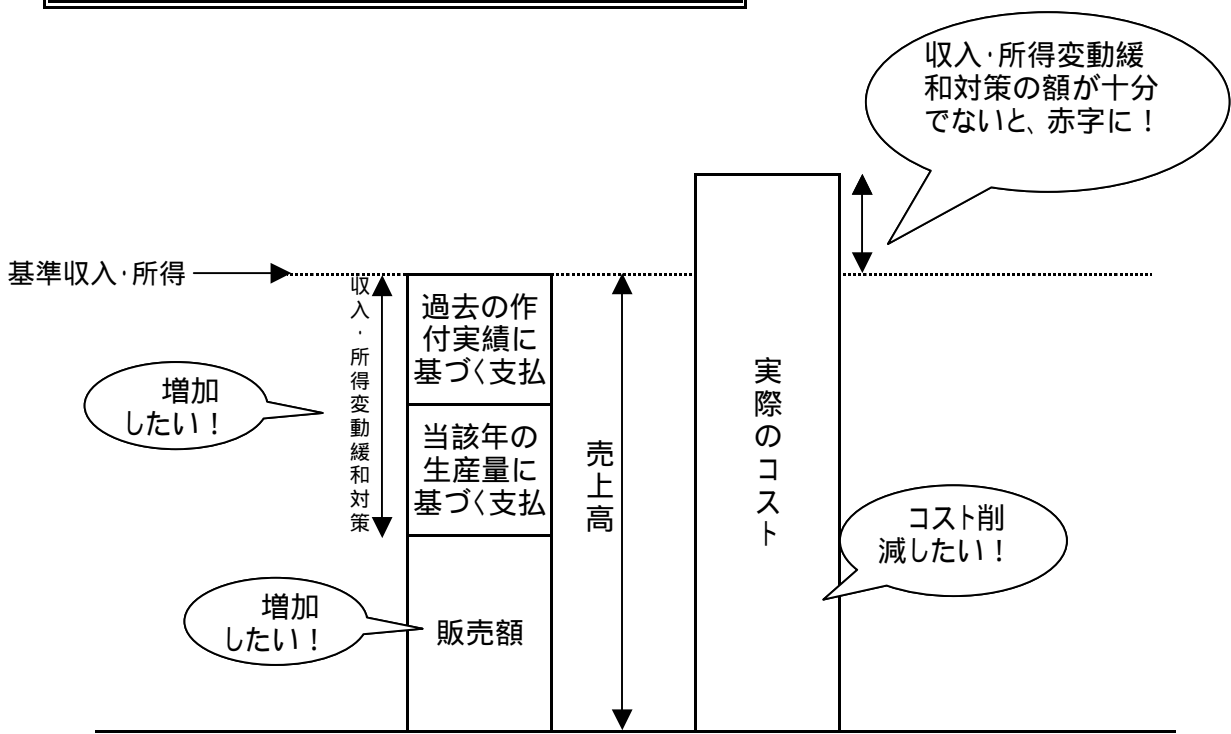 収入・所得変動緩
和対策の額が十分
でないと、赤字に！
基準収入・所得
収入・所得変動緩和対策
過去の作
付実績に
基づく支払
増加
したい！
当該年の
生産量に
基づく支払
売上高
実際のコスト
コスト削
減したい！
増加
したい！
販売額